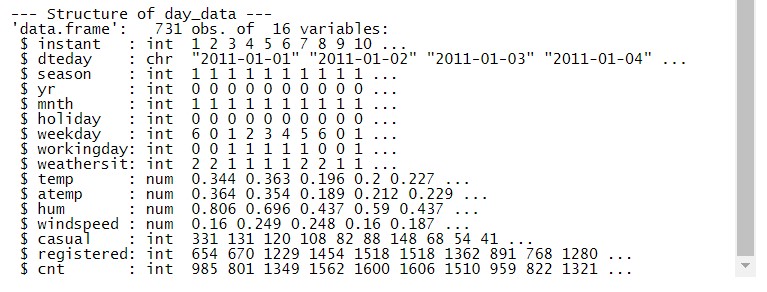 --- Structure of day_data ---
'data.frame':   731 obs. of  16 variables:
 $ instant   : int  1 2 3 4 5 6 7 8 9 10 ...
 $ dteday    : chr  "2011-01-01" "2011-01-02" "2011-01-03" "2011-01-04" ...
 $ season    : int  1 1 1 1 1 1 1 1 1 1 ...
 $ yr        : int  0 0 0 0 0 0 0 0 0 0 ...
 $ mnth      : int  1 1 1 1 1 1 1 1 1 1 ...
 $ holiday   : int  0 0 0 0 0 0 0 0 0 0 ...
 $ weekday   : int  6 0 1 2 3 4 5 6 0 1 ...
 $ workingday: int  0 0 1 1 1 1 1 0 0 1 ...
 $ weathersit: int  2 2 1 1 1 1 2 2 1 1 ...
 $ temp      : num  0.344 0.363 0.196 0.2 0.227 ...
 $ atemp     : num  0.364 0.354 0.189 0.212 0.229 ...
 $ hum       : num  0.806 0.696 0.437 0.59 0.437 ...
 $ windspeed : num  0.16 0.249 0.248 0.16 0.187 ...
 $ casual    : int  331 131 120 108 82 88 148 68 54 41 ...
 $ registered: int  654 670 1229 1454 1518 1518 1362 891 768 1280 ...
 $ cnt       : int  985 801 1349 1562 1600 1606 1510 959 822 1321 ...